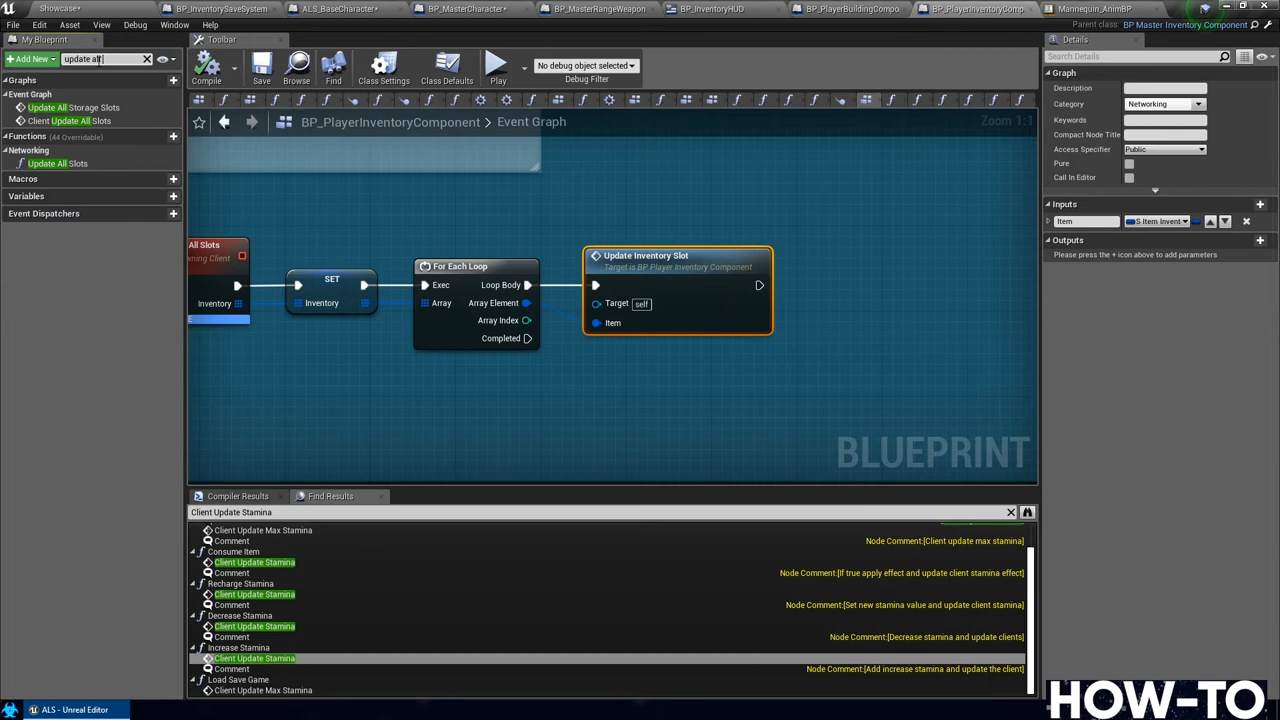 Showcase•
BP_InventorySaveSystem
ALS_BaseCharacter•
BP_MasterCharacter•
BP_MasterRangeWeapon
BP_InventoryHUD
BP_PlayerBuildingCompo
BP_PlayerInventoryComp
Mannequin_AnimBP
File Edit Asset View Debug Window Help
Parent class: BP Master Inventory Component
My Blueprint
Toolbar
Details
+Add New
update all
Compile
Save
Browse
Find
Class Settings
Class Defaults
Play
No debug object selected
Debug Filter
Search Details
Graphs
Event Graph
Update All Storage Slots
Client Update All Slots
Functions (44 Overridable)
Networking
Update All Slots
Macros
Variables
Event Dispatchers
BP_PlayerInventoryComponent > Event Graph
Zoom 1:1
All Slots
wning Client
Inventory
SET
Inventory
For Each Loop
Exec
Loop Body
Array
Array Element
Array Index
Completed
Update Inventory Slot
Target is BP Player Inventory Component
Target self
Item
BLUEPRINT
Graph
Description
Category Networking
Keywords
Compact Node Title
Access Specifier Public
Pure
Call In Editor
Inputs
Item S Item Invent
Outputs
Please press the + icon above to add parameters
Compiler Results
Find Results
Client Update Stamina
Client Update Max Stamina
Comment Node Comment:[Client update max stamina]
Consume Item
Client Update Stamina
Comment Node Comment:[If true apply effect and update client stamina effect]
Recharge Stamina
Client Update Stamina
Comment Node Comment:[Set new stamina value and update client stamina]
Decrease Stamina
Client Update Stamina
Comment Node Comment:[Decrease stamina and update clients]
Increase Stamina
Client Update Stamina
Comment Node Comment:[Add increase stamina and update the client]
Load Save Game
Client Update Max Stamina
ALS - Unreal Editor
HOW-TO